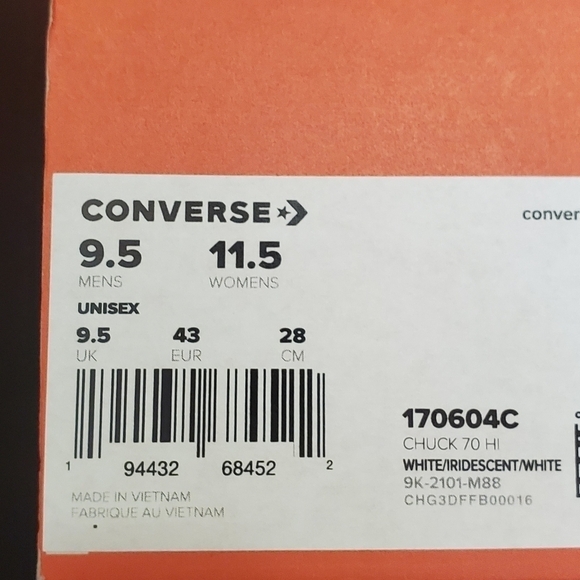 CONVERSE
conver
9.5 11.5
MENS WOMENS
UNISEX
9.5 43 28
UK EUR CM
170604C
CHUCK 70 HI
WHITE/IRIDESCENT/WHITE
9K-2101-M88
CHG3DFFB00016
1 94432 68452 2
MADE IN VIETNAM
FABRIQUE AU VIETNAM